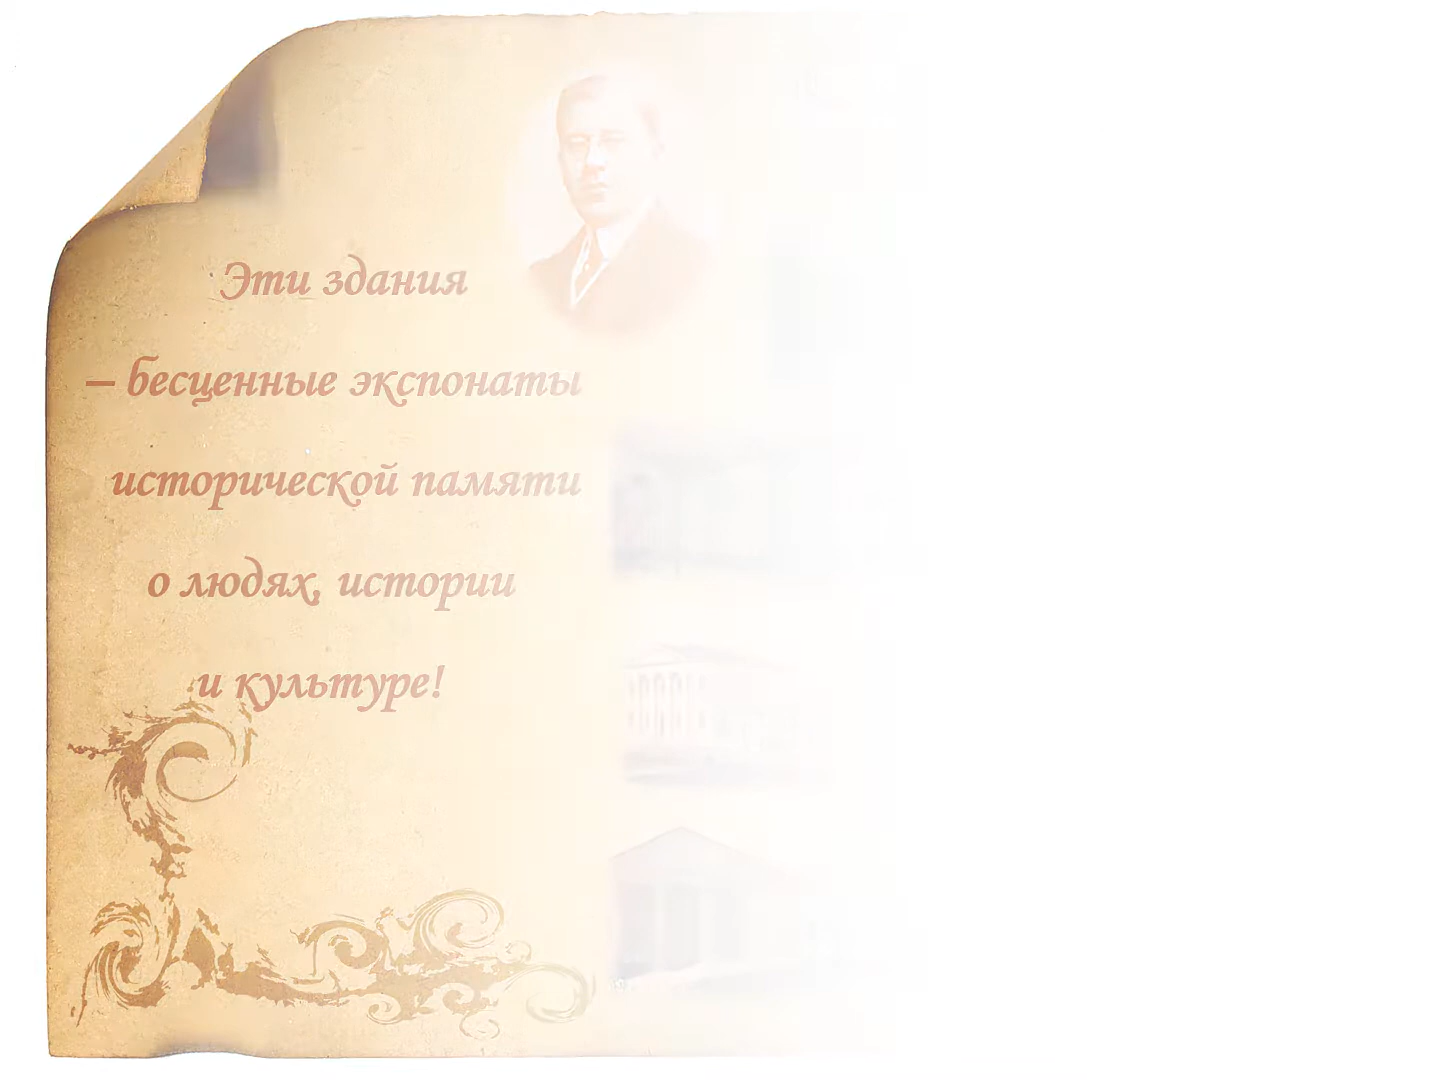 Эти здания
– бесценные экспонаты
исторической памяти
о людях, истории
и культуре!